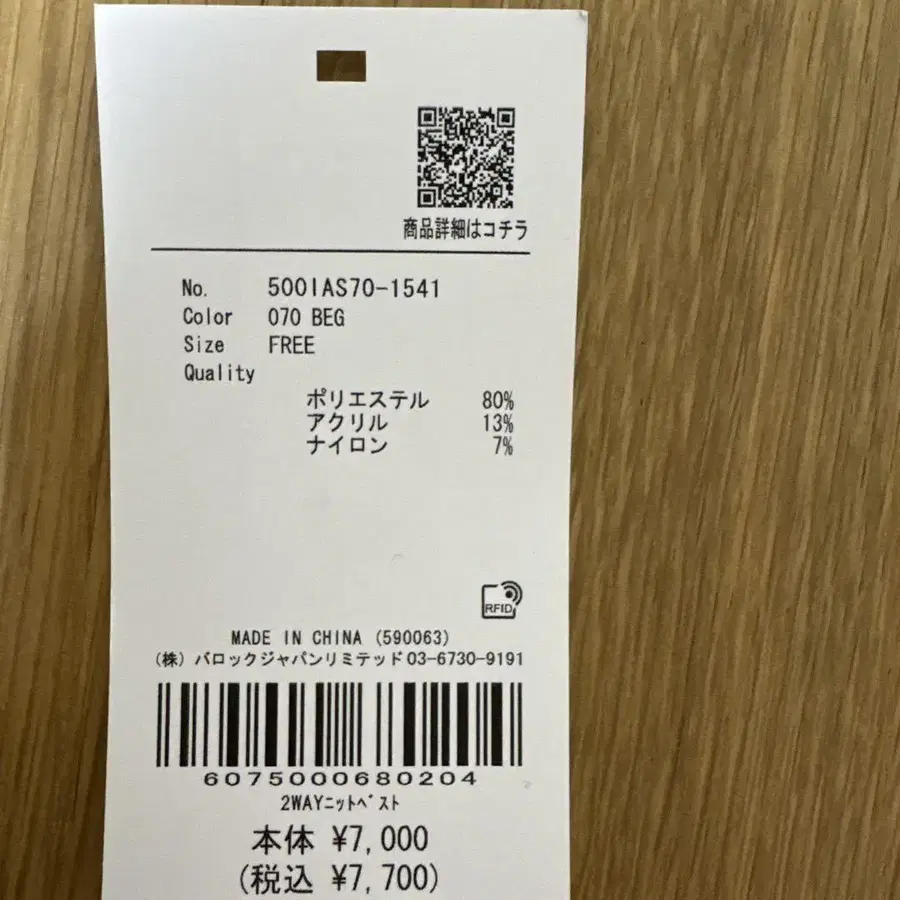 商品詳細はコチラ
No. 500IAS70-1541
Color 070 BEG
Size FREE
Quality
ポリエステル 80%
アクリル 13%
ナイロン 7%
RFID
MADE IN CHINA (590063)
(株) バロックジャパンリミテッド 03-6730-9191
6075000680204
2WAYニットベスト
本体 ¥7,000
(税込 ¥7,700)